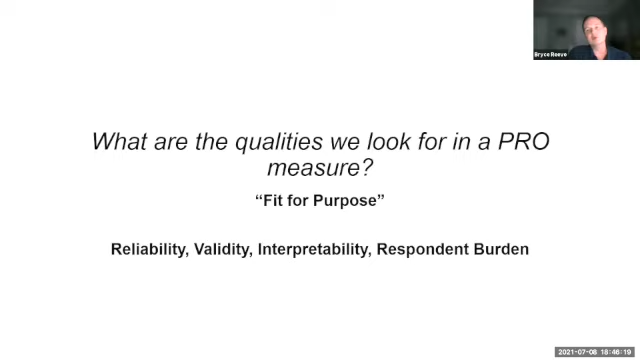 Bryce Reeve
What are the qualities we look for in a PRO
measure?
“Fit for Purpose”
Reliability, Validity, Interpretability, Respondent Burden
2021-07-08 18:46:19